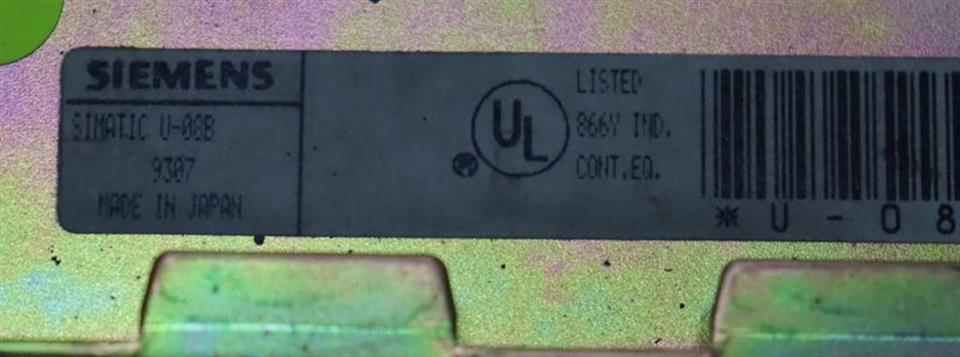 SIEMENS
SIMATIC U-08B
9307
MADE IN JAPAN
UL
®
LISTED
866Y IND.
CONT.EQ.
*U-08